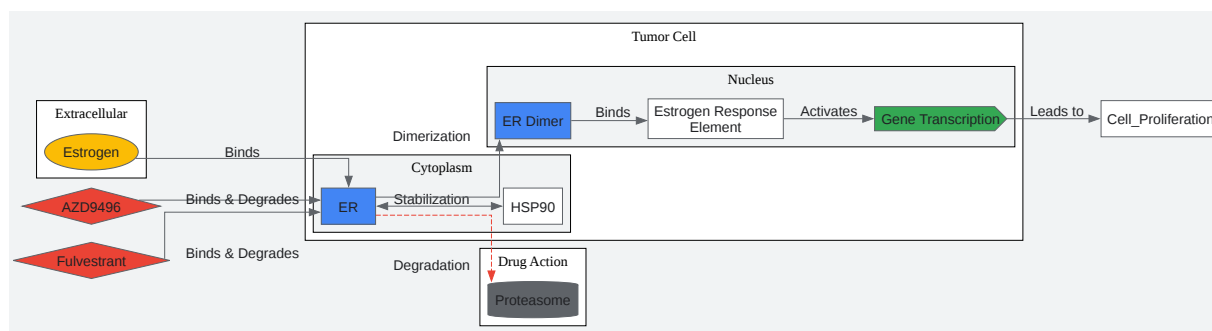 Tumor Cell
Nucleus
Extracellular
ER Dimer
Binds
Estrogen Response
Element
Activates
Gene Transcription
Leads to
Cell_Proliferation
Dimerization
Estrogen
Binds
Cytoplasm
AZD9496
Binds & Degrades
ER
Stabilization
HSP90
Fulvestrant
Binds & Degrades
Degradation
Drug Action
Proteasome